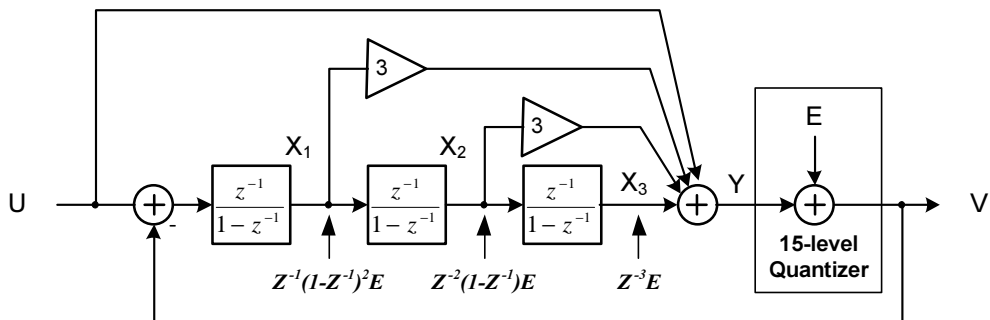 3
3
E
X₁
X₂
X₃
Y
U
V
+
-
z⁻¹
1 − z⁻¹
z⁻¹
1 − z⁻¹
z⁻¹
1 − z⁻¹
+
+
15-level
Quantizer
Z⁻¹(1-Z⁻¹)²E
Z⁻²(1-Z⁻¹)E
Z⁻³E